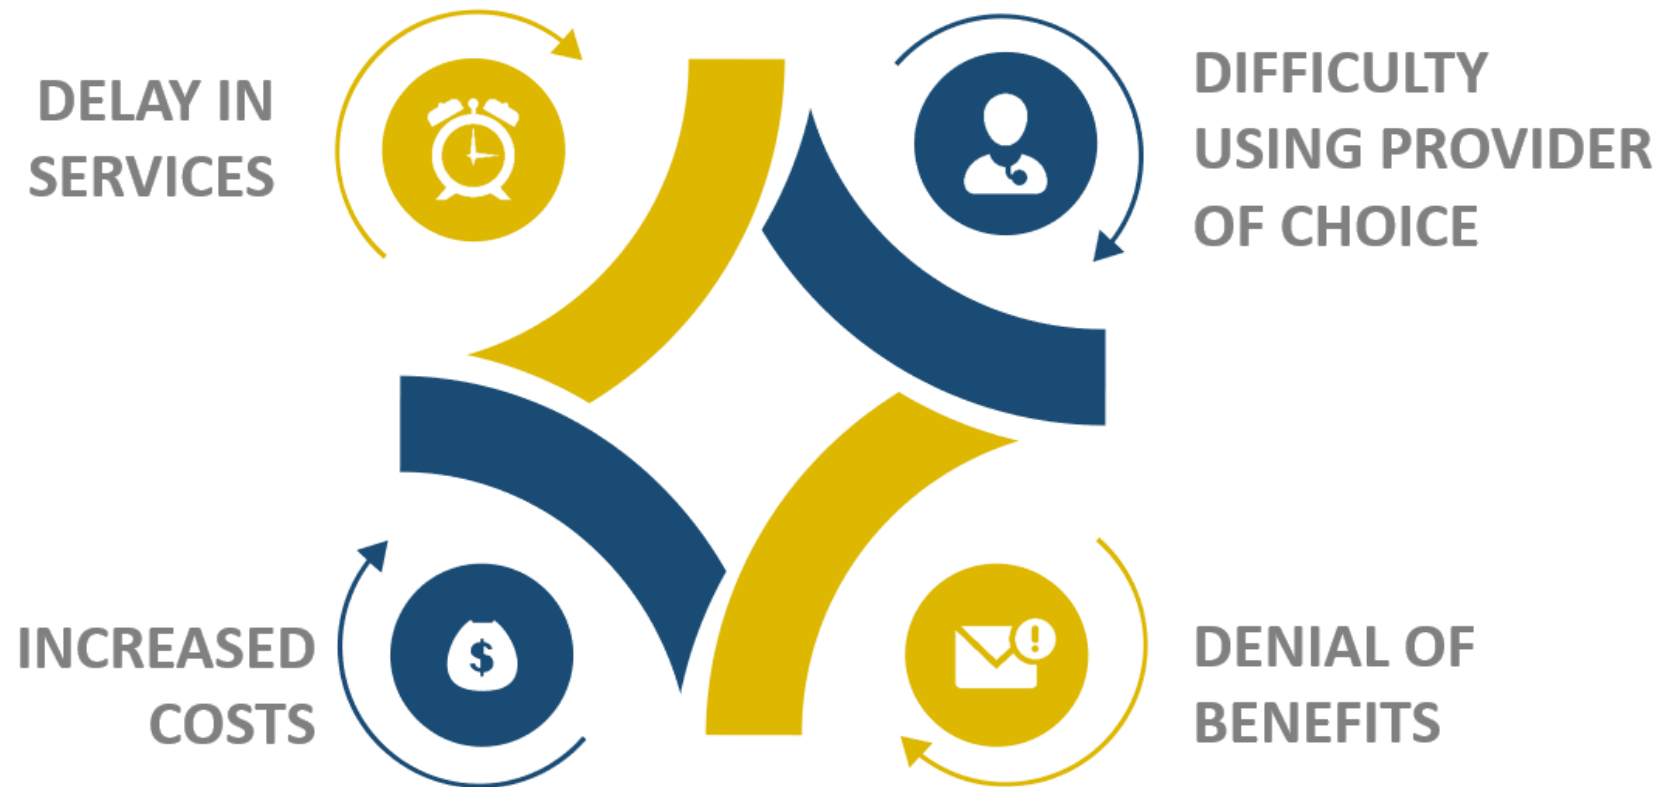 DELAY IN
SERVICES
DIFFICULTY
USING PROVIDER
OF CHOICE
INCREASED
COSTS
$
!
DENIAL OF
BENEFITS